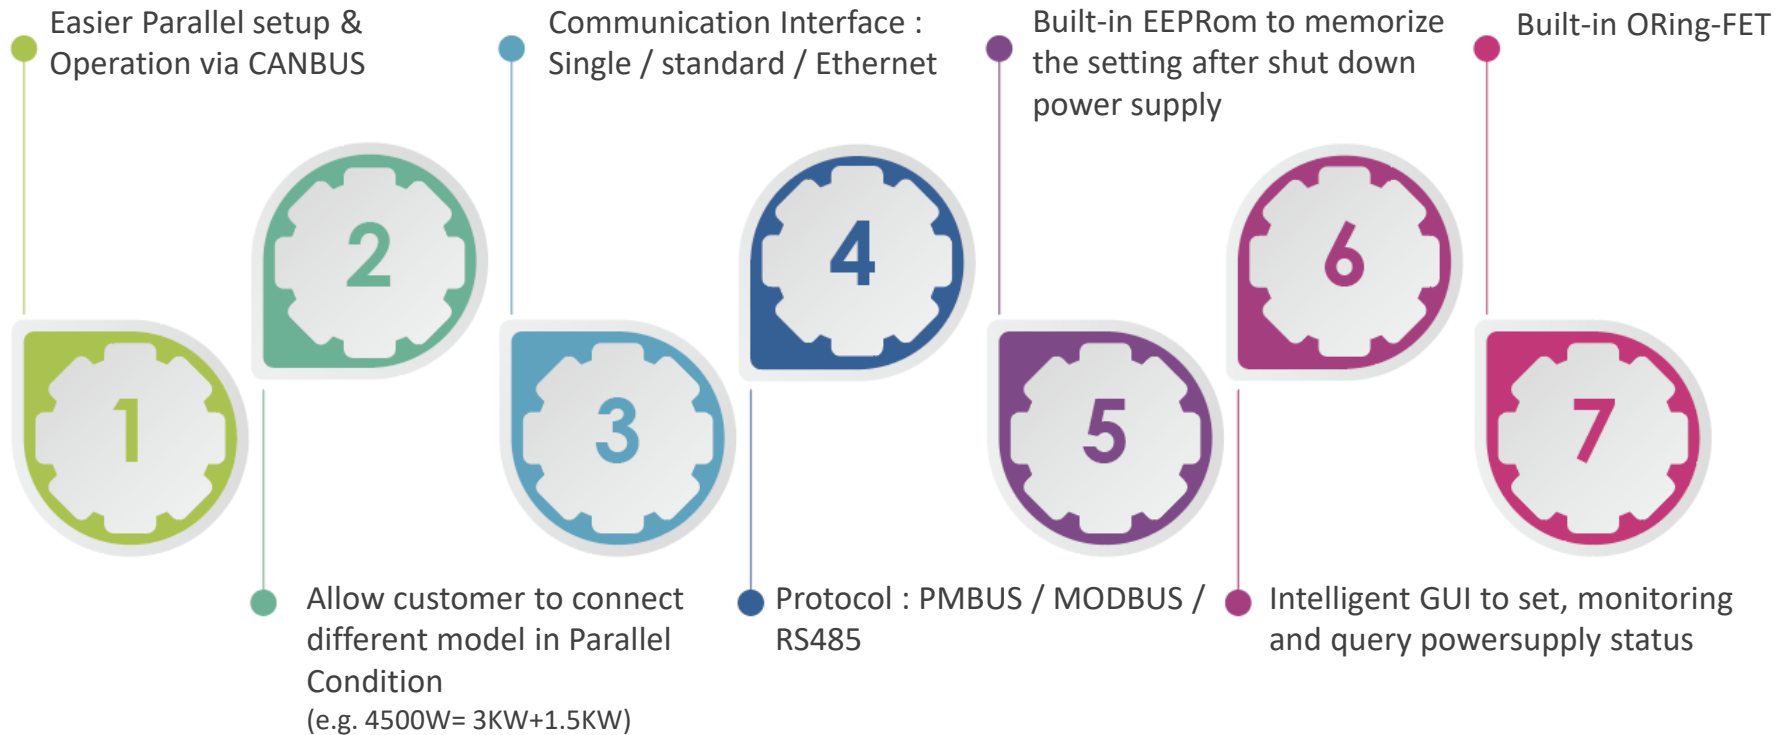 Easier Parallel setup &
Operation via CANBUS
Communication Interface :
Single / standard / Ethernet
Built-in EEPRom to memorize
the setting after shut down
power supply
Built-in ORing-FET
1
2
3
4
5
6
7
Allow customer to connect
different model in Parallel
Condition
(e.g. 4500W= 3KW+1.5KW)
Protocol : PMBUS / MODBUS /
RS485
Intelligent GUI to set, monitoring
and query powersupply status